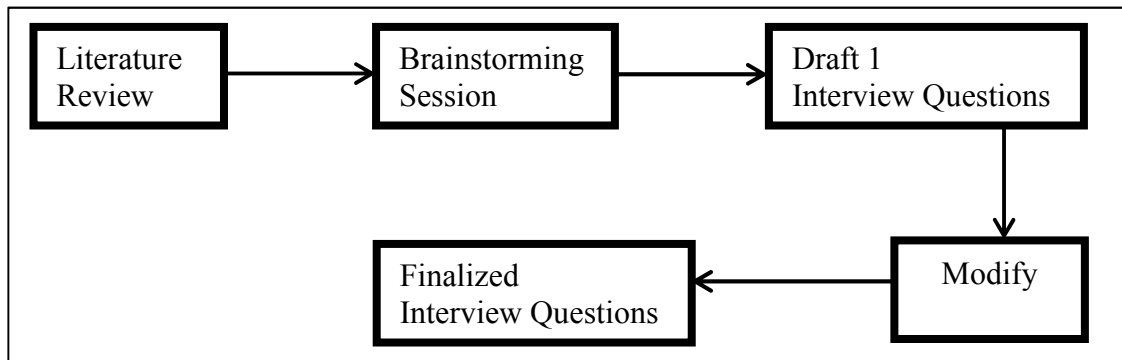 Literature
Review
Brainstorming
Session
Draft 1
Interview Questions
Modify
Finalized
Interview Questions